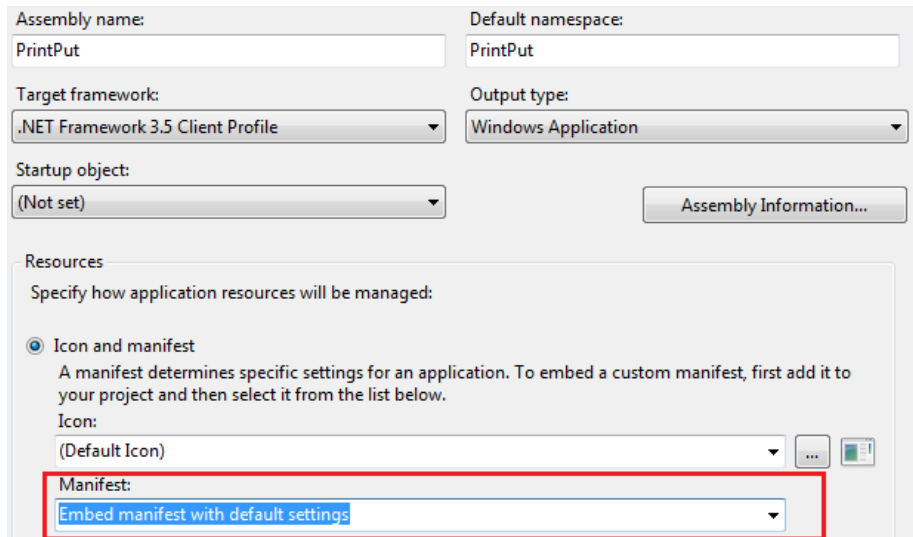 Assembly name:
Default namespace:
PrintPut
PrintPut
Target framework:
Output type:
.NET Framework 3.5 Client Profile
Windows Application
Startup object:
(Not set)
Assembly Information...
Resources
Specify how application resources will be managed:
Icon and manifest
A manifest determines specific settings for an application. To embed a custom manifest, first add it to
your project and then select it from the list below.
Icon:
(Default Icon)
...
Manifest:
Embed manifest with default settings